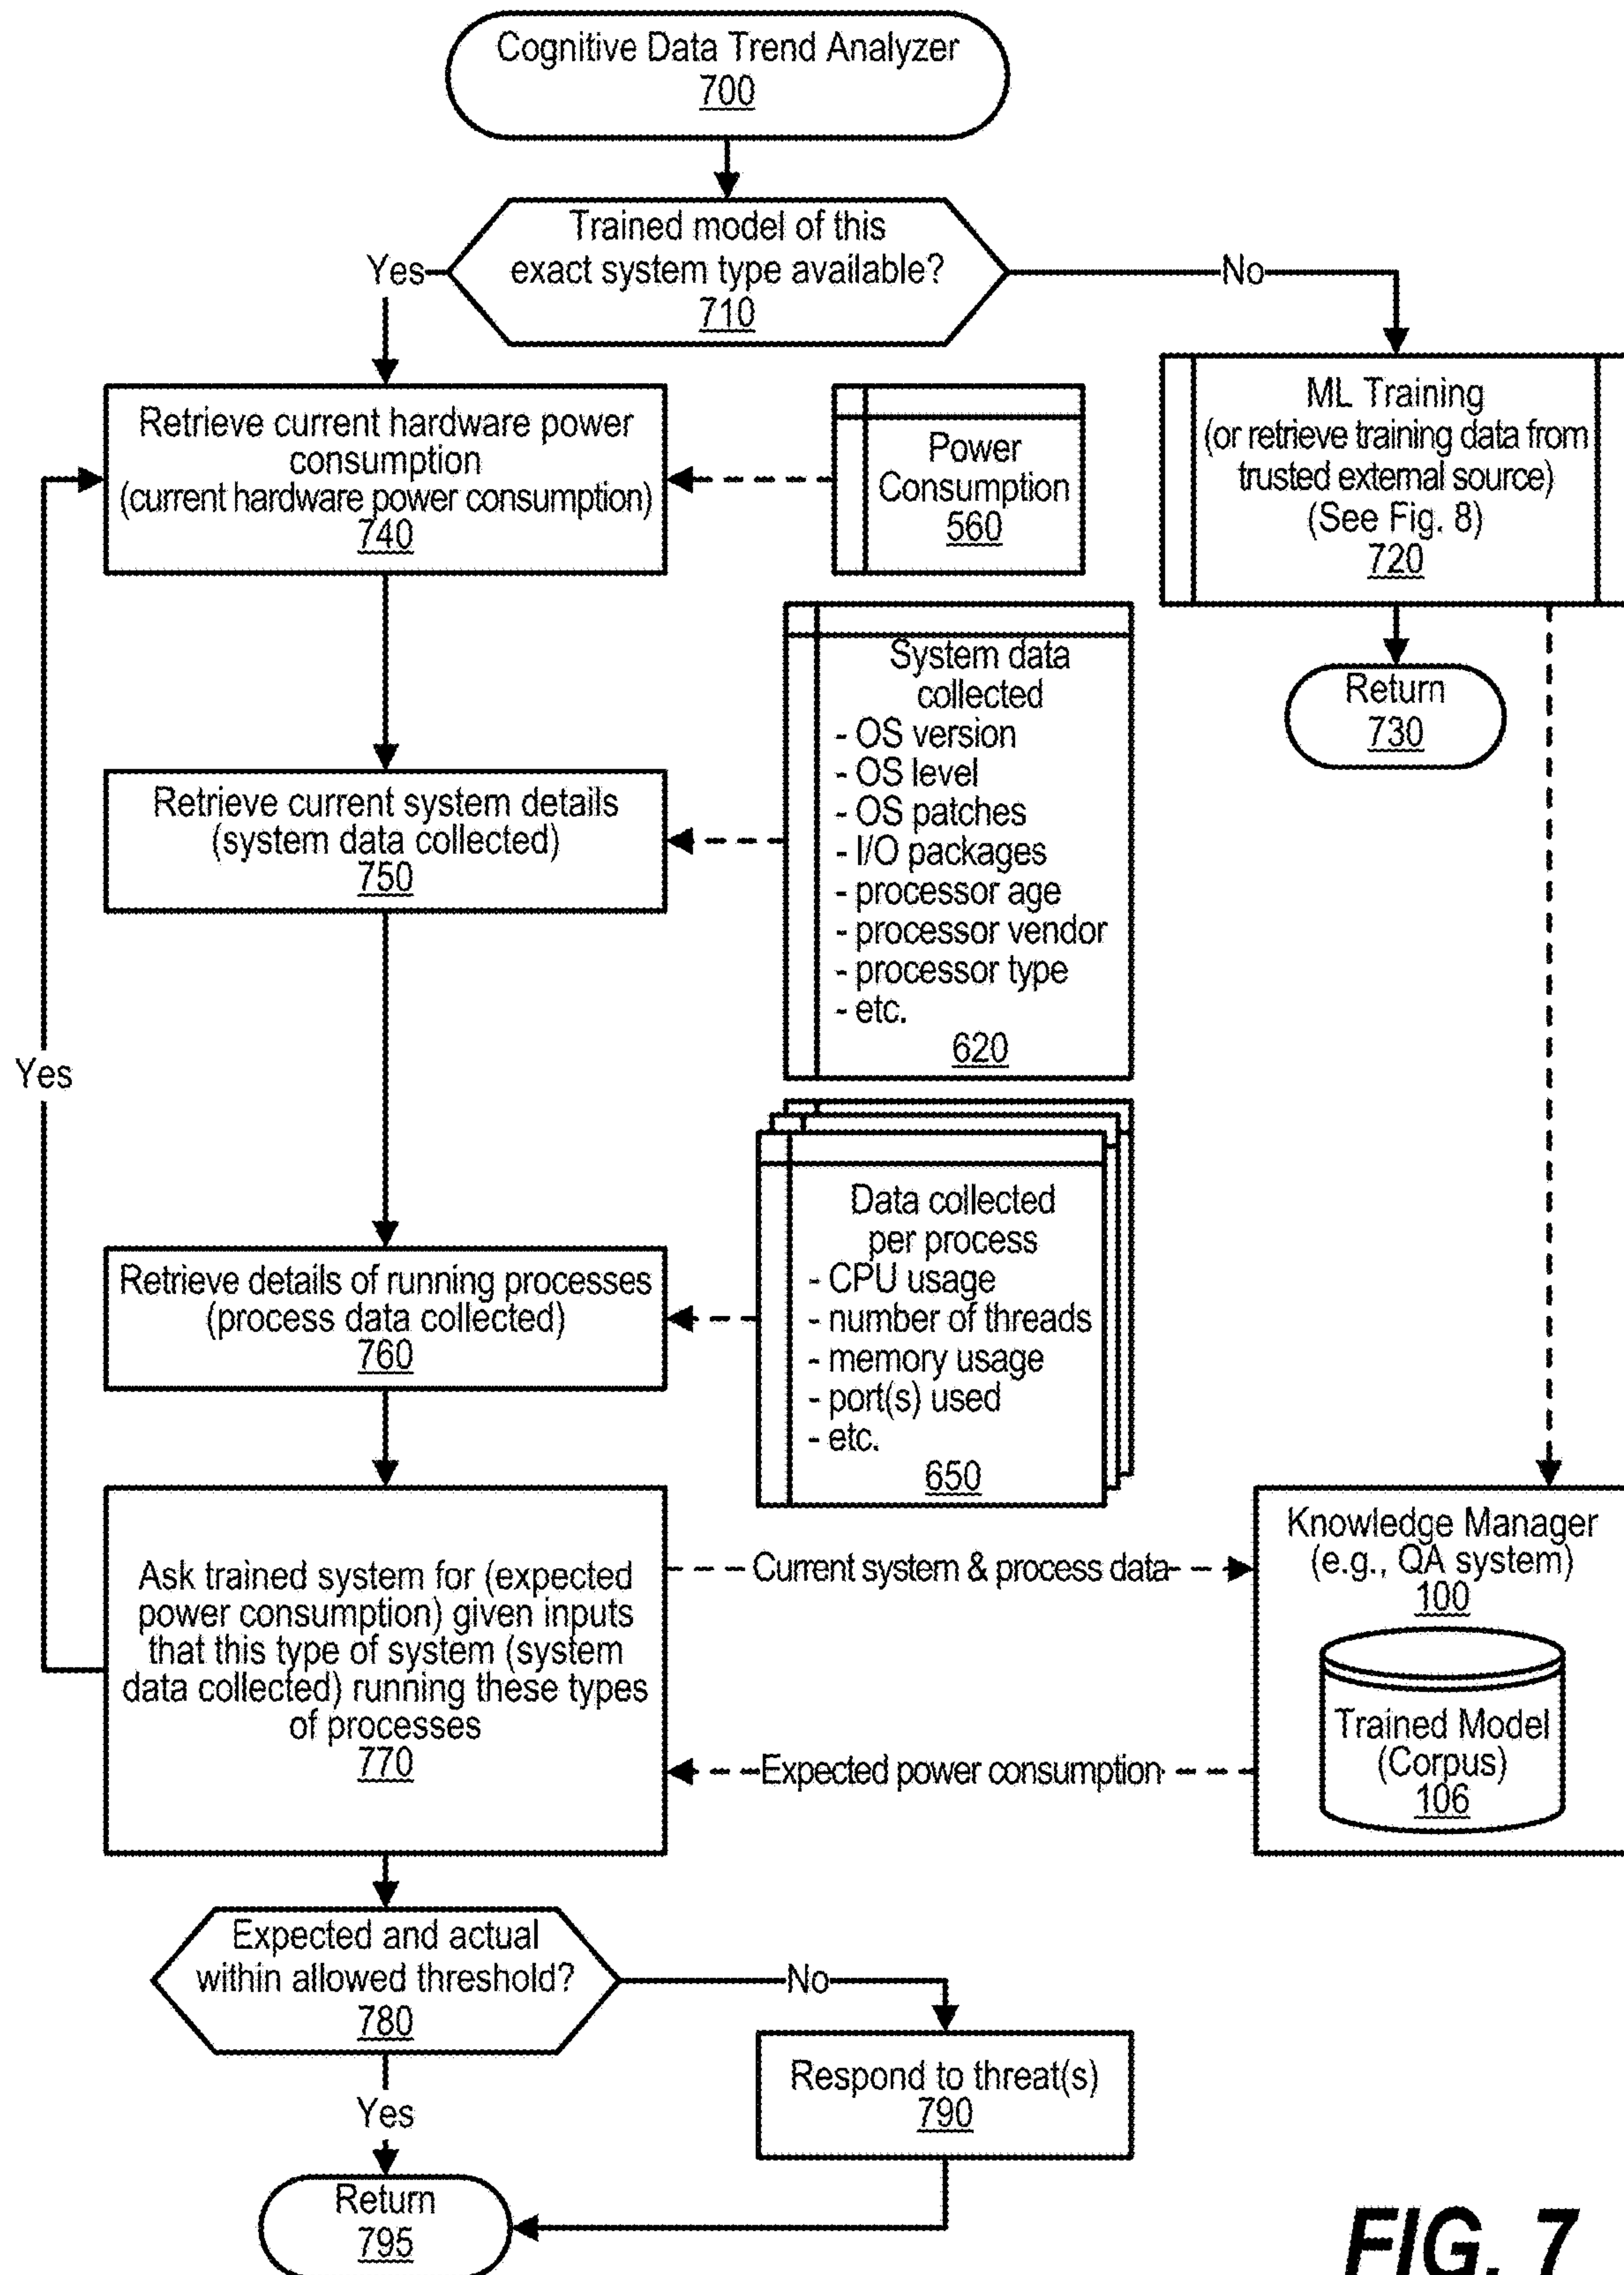 Cognitive Data Trend Analyzer
700
Trained model of this
exact system type available?
710
Yes
No
Retrieve current hardware power
consumption
(current hardware power consumption)
740
Power
Consumption
560
ML Training
(or retrieve training data from
trusted external source)
(See Fig. 8)
720
Return
730
System data
collected
- OS version
- OS level
- OS patches
- I/O packages
- processor age
- processor vendor
- processor type
- etc.
620
Retrieve current system details
(system data collected)
750
Yes
Data collected
per process
- CPU usage
- number of threads
- memory usage
- port(s) used
- etc.
650
Retrieve details of running processes
(process data collected)
760
Ask trained system for (expected
power consumption) given inputs
that this type of system (system
data collected) running these types
of processes
770
Current system & process data
Expected power consumption
Knowledge Manager
(e.g., QA system)
100
Trained Model
(Corpus)
106
Expected and actual
within allowed threshold?
780
No
Yes
Respond to threat(s)
790
Return
795
FIG. 7